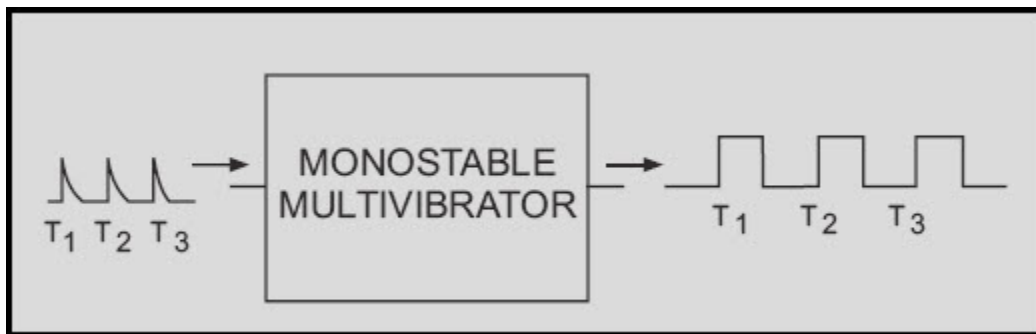 MONOSTABLE
MULTIVIBRATOR
T1 T2 T3
T1 T2 T3